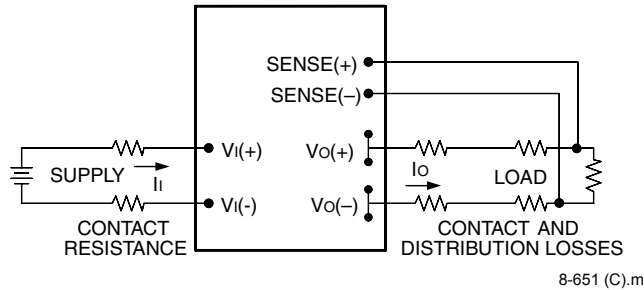 SENSE(+)
SENSE(–)
VI(+)
VO(+)
SUPPLY
II
IO
LOAD
VI(-)
VO(–)
CONTACT
RESISTANCE
CONTACT AND
DISTRIBUTION LOSSES
8-651 (C).m